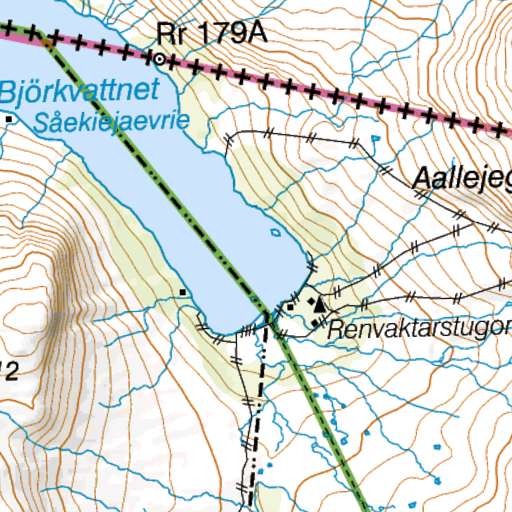 Rr 179A
Björkvattnet
Såekiejaevrie
Aallejeg
Renvaktarstugor
12